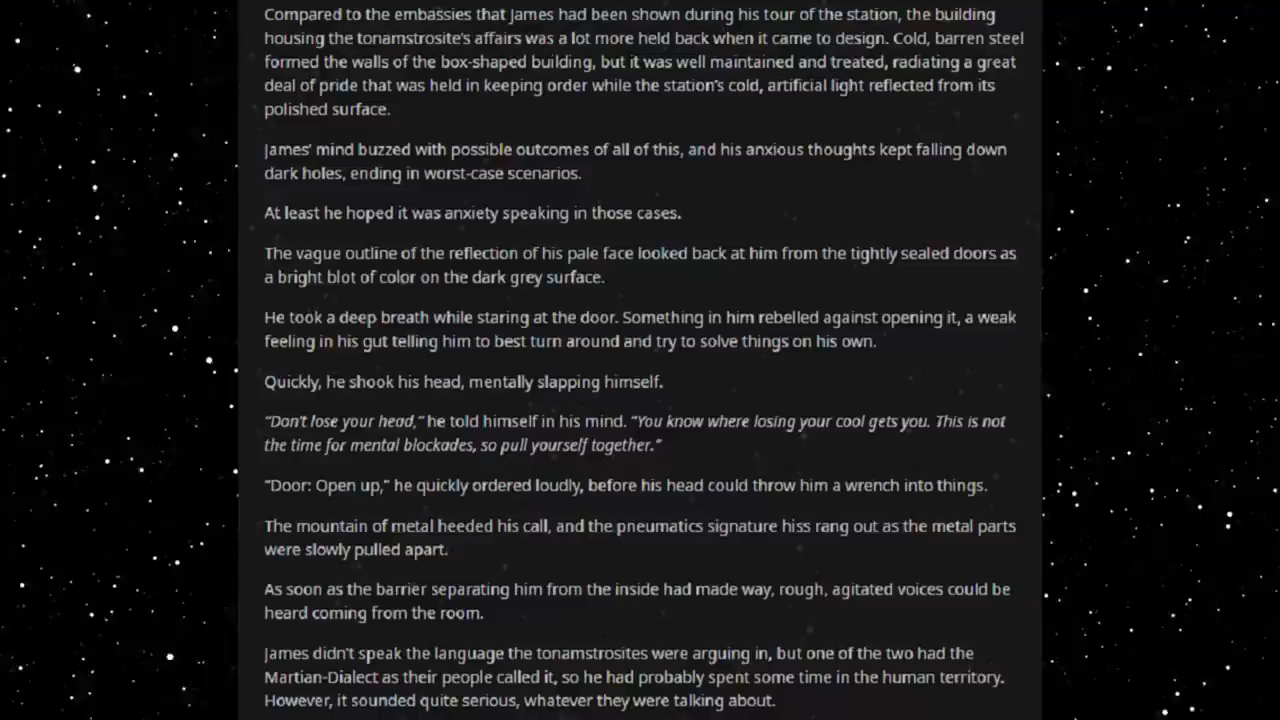 Compared to the embassies that James had been shown during his tour of the station, the building
housing the tonamstrosite's affairs was a lot more held back when it came to design. Cold, barren steel
formed the walls of the box-shaped building, but it was well maintained and treated, radiating a great
deal of pride that was held in keeping order while the station's cold, artificial light reflected from its
polished surface.
James' mind buzzed with possible outcomes of all of this, and his anxious thoughts kept falling down
dark holes, ending in worst-case scenarios.
At least he hoped it was anxiety speaking in those cases.
The vague outline of the reflection of his pale face looked back at him from the tightly sealed doors as
a bright blot of color on the dark grey surface.
He took a deep breath while staring at the door. Something in him rebelled against opening it, a weak
feeling in his gut telling him to best turn around and try to solve things on his own.
Quickly, he shook his head, mentally slapping himself.
“Don't lose your head,” he told himself in his mind. “You know where losing your cool gets you. This is not
the time for mental blockades, so pull yourself together.”
“Door: Open up,” he quickly ordered loudly, before his head could throw him a wrench into things.
The mountain of metal heeded his call, and the pneumatics signature hiss rang out as the metal parts
were slowly pulled apart.
As soon as the barrier separating him from the inside had made way, rough, agitated voices could be
heard coming from the room.
James didn't speak the language the tonamstrosites were arguing in, but one of the two had the
Martian-Dialect as their people called it, so he had probably spent some time in the human territory.
However, it sounded quite serious, whatever they were talking about.